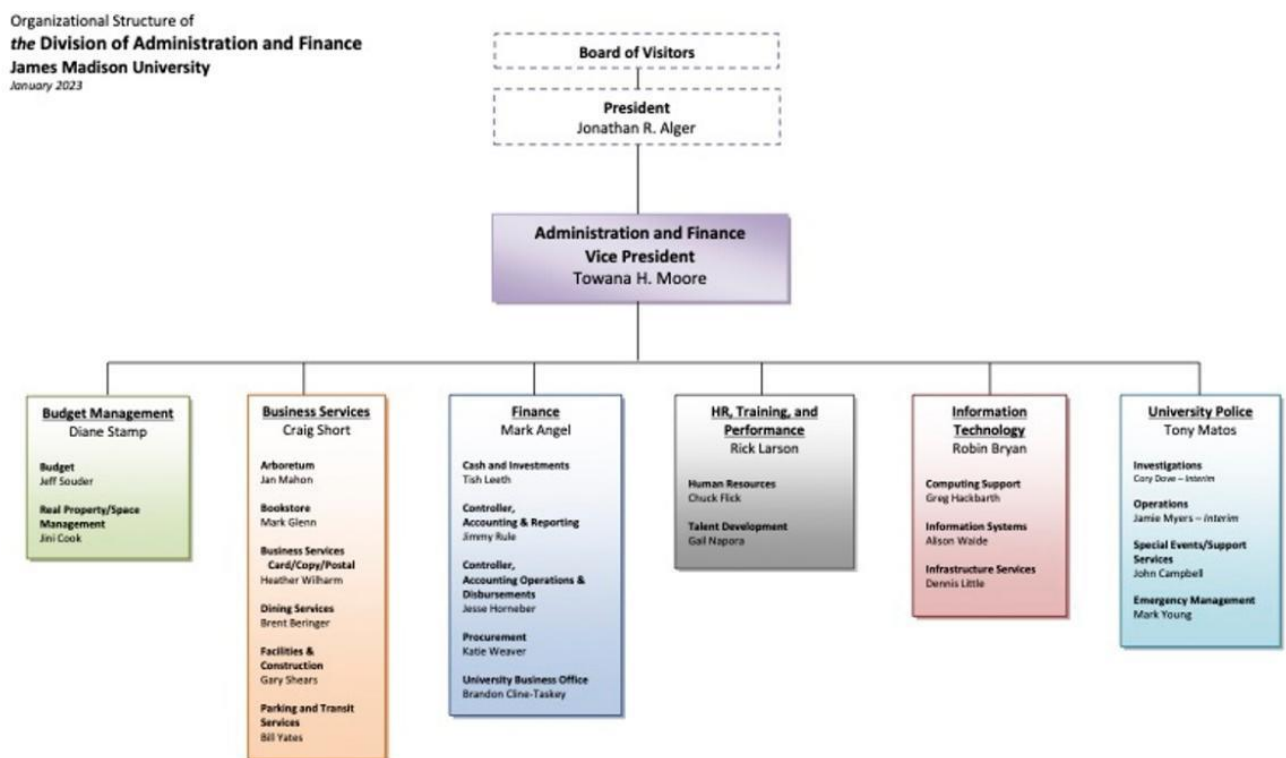 Organizational Structure of
the Division of Administration and Finance
James Madison University
January 2023
Board of Visitors
President
Jonathan R. Alger
Administration and Finance
Vice President
Towana H. Moore
Budget Management
Diane Stamp
Budget
Jeff Souder
Real Property/Space
Management
Jini Cook
Business Services
Craig Short
Arboretum
Jan Mahon
Bookstore
Mark Glenn
Business Services
Card/Copy/Postal
Heather Wilharm
Dining Services
Brent Beringer
Facilities &
Construction
Gary Shears
Parking and Transit
Services
Bill Yates
Finance
Mark Angel
Cash and Investments
Tish Leeth
Controller,
Accounting & Reporting
Jimmy Rule
Controller,
Accounting Operations &
Disbursements
Jesse Horneber
Procurement
Katie Weaver
University Business Office
Brandon Cline-Taskey
HR, Training, and
Performance
Rick Larson
Human Resources
Chuck Flick
Talent Development
Gail Napora
Information
Technology
Robin Bryan
Computing Support
Greg Hackbarth
Information Systems
Alison Waide
Infrastructure Services
Dennis Little
University Police
Tony Matos
Investigations
Cory Dove – Interim
Operations
Jamie Myers – Interim
Special Events/Support
Services
John Campbell
Emergency Management
Mark Young